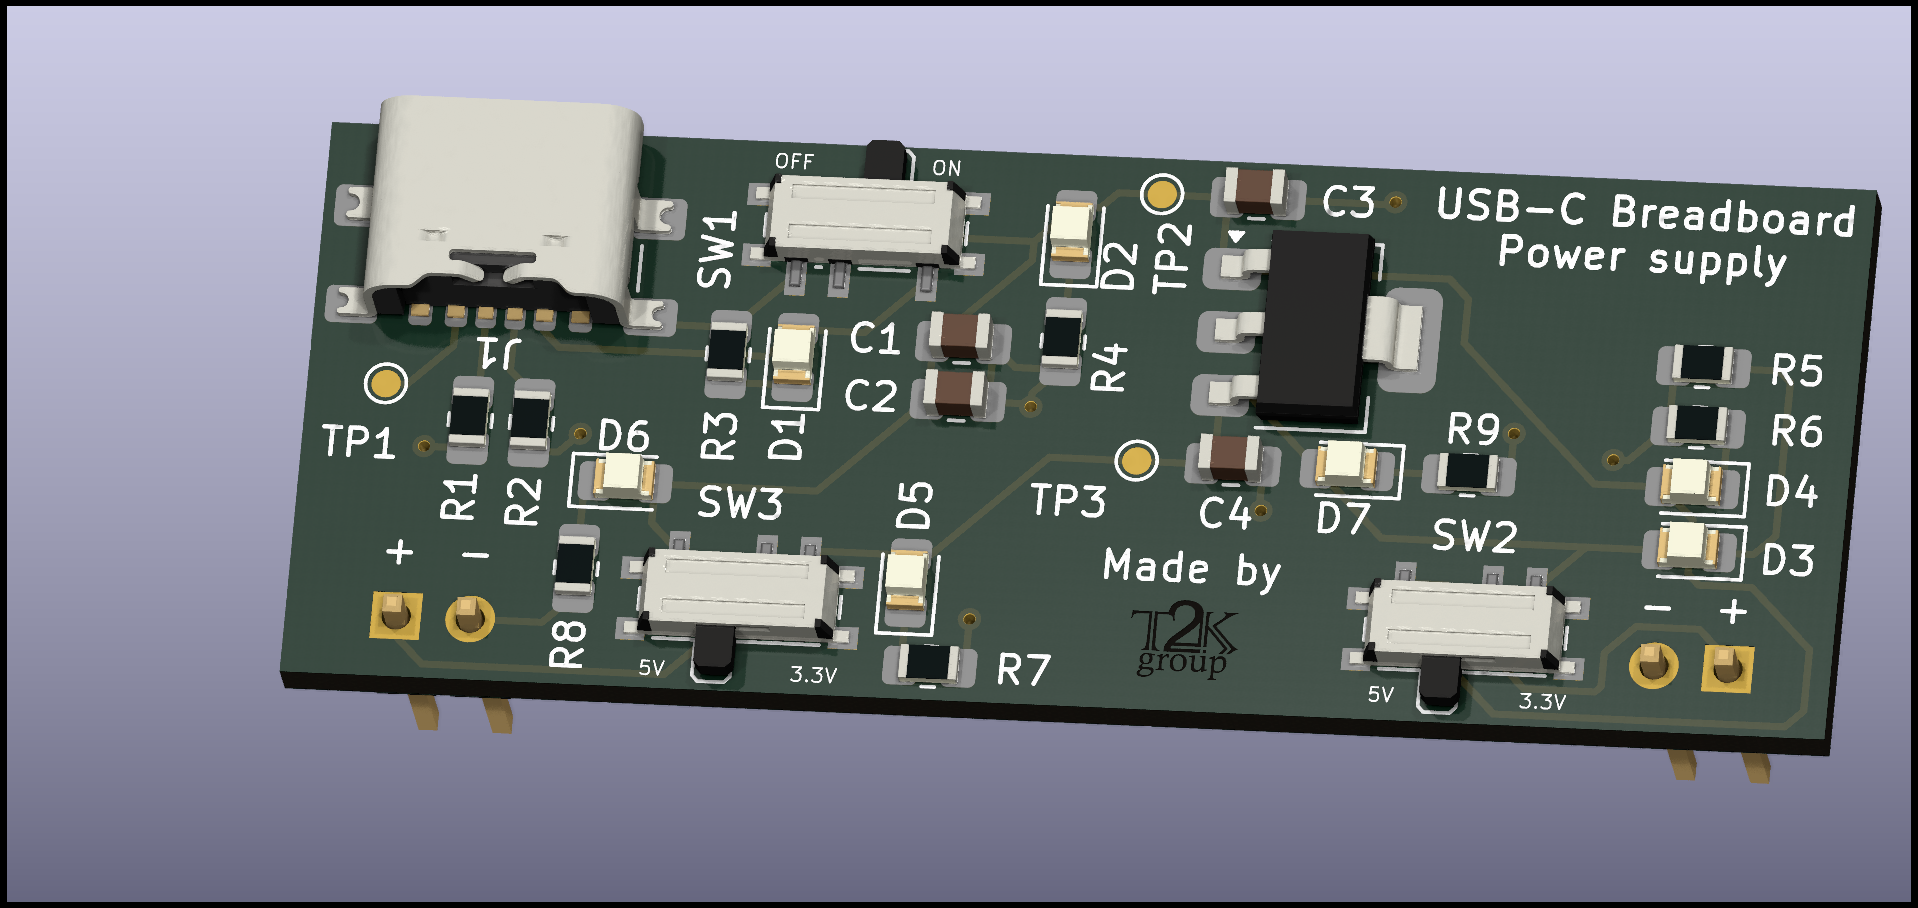 OFF
ON
SW1
D2
TP2
C3
USB-C Breadboard
Power supply
J1
C1
C2
R4
R3
D1
TP1
R1
R2
D6
SW3
D5
TP3
C4
D7
R9
SW2
R5
R6
D4
D3
+
-
R8
5V
3.3V
R7
Made by
T2K
group
5V
3.3V
-
+